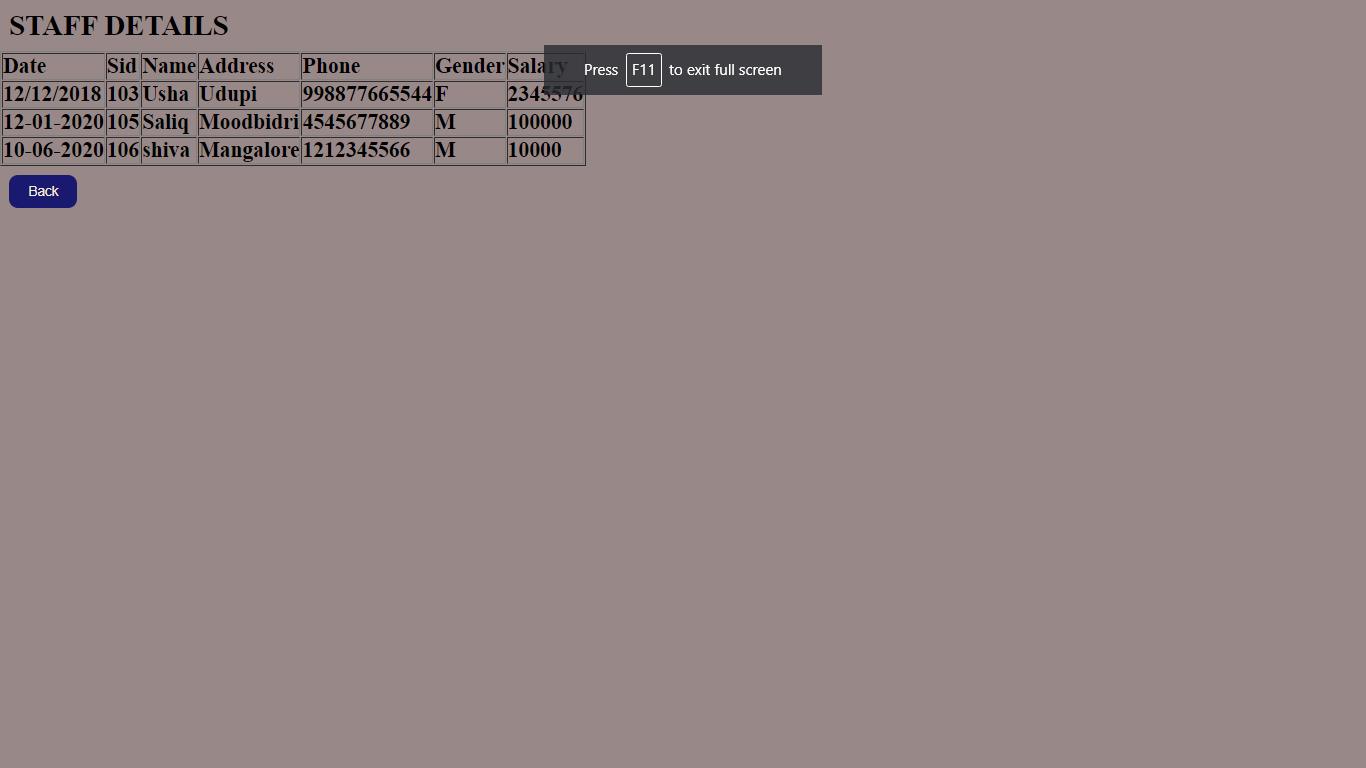 STAFF DETAILS
Date Sid Name Address Phone Gender Salary
Press F11 to exit full screen
12/12/2018 103 Usha Udupi 998877665544 F 2345576
12-01-2020 105 Saliq Moodbidri 4545677889 M 100000
10-06-2020 106 shiva Mangalore 1212345566 M 10000
Back